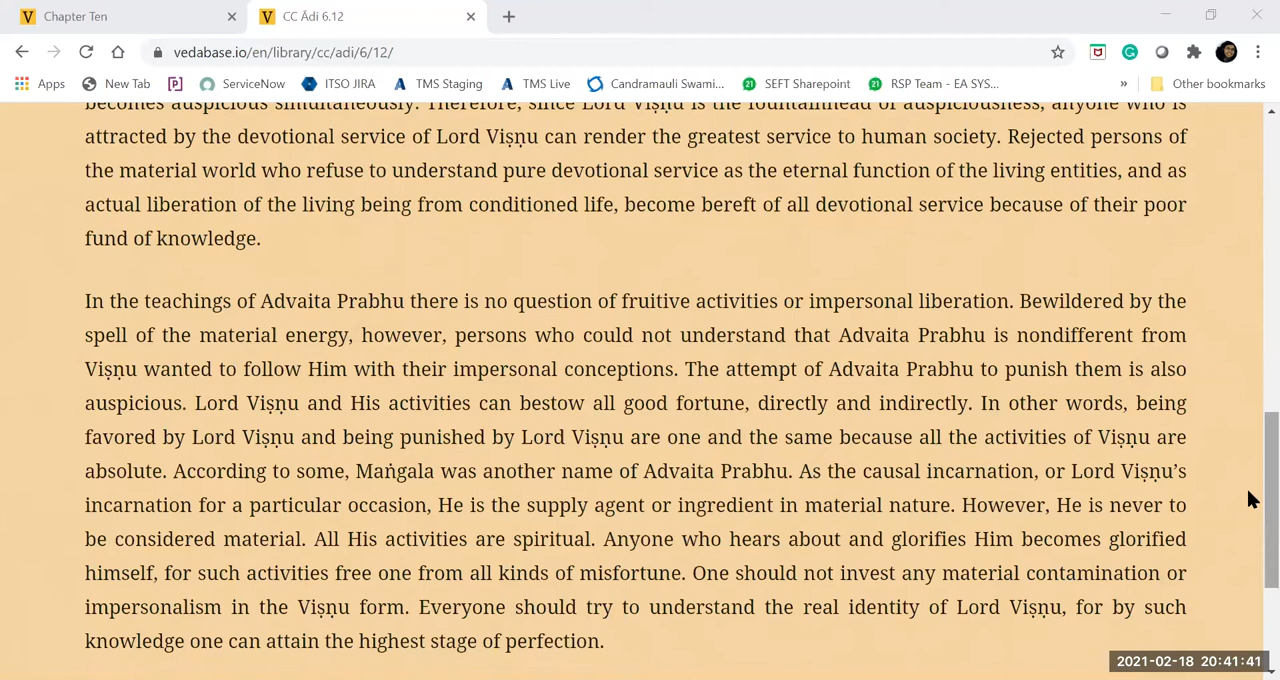 Chapter Ten
CC Ādi 6.12
vedabase.io/en/library/cc/adi/6/12/
Apps New Tab ServiceNow ITSO JIRA TMS Staging TMS Live Candramauli Swami... SEFT Sharepoint RSP Team - EA SYS... » Other bookmarks
becomes auspicious simultaneously. Therefore, since Lord Viṣṇu is the fountainhead of auspiciousness, anyone who is
attracted by the devotional service of Lord Viṣṇu can render the greatest service to human society. Rejected persons of
the material world who refuse to understand pure devotional service as the eternal function of the living entities, and as
actual liberation of the living being from conditioned life, become bereft of all devotional service because of their poor
fund of knowledge.
In the teachings of Advaita Prabhu there is no question of fruitive activities or impersonal liberation. Bewildered by the
spell of the material energy, however, persons who could not understand that Advaita Prabhu is nondifferent from
Viṣṇu wanted to follow Him with their impersonal conceptions. The attempt of Advaita Prabhu to punish them is also
auspicious. Lord Viṣṇu and His activities can bestow all good fortune, directly and indirectly. In other words, being
favored by Lord Viṣṇu and being punished by Lord Viṣṇu are one and the same because all the activities of Viṣṇu are
absolute. According to some, Maṅgala was another name of Advaita Prabhu. As the causal incarnation, or Lord Viṣṇu’s
incarnation for a particular occasion, He is the supply agent or ingredient in material nature. However, He is never to
be considered material. All His activities are spiritual. Anyone who hears about and glorifies Him becomes glorified
himself, for such activities free one from all kinds of misfortune. One should not invest any material contamination or
impersonalism in the Viṣṇu form. Everyone should try to understand the real identity of Lord Viṣṇu, for by such
knowledge one can attain the highest stage of perfection.
2021-02-18 20:41:41